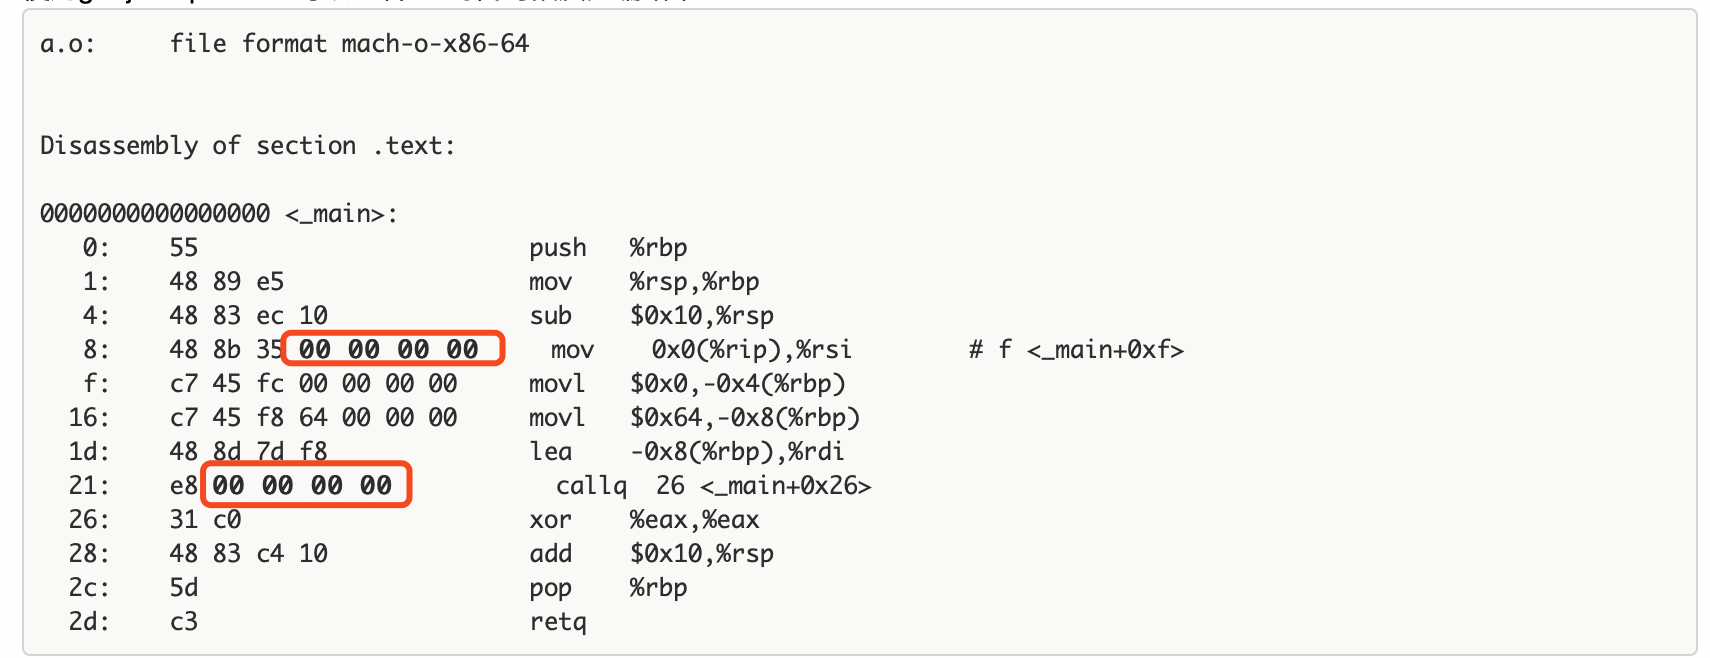 a.o:     file format mach-o-x86-64
Disassembly of section .text:
0000000000000000 <_main>:
0:    55    push   %rbp
1:    48 89 e5    mov    %rsp,%rbp
4:    48 83 ec 10    sub    $0x10,%rsp
8:    48 8b 35 00 00 00 00    mov    0x0(%rip),%rsi    # f <_main+0xf>
f:    c7 45 fc 00 00 00 00    movl   $0x0,-0x4(%rbp)
16:    c7 45 f8 64 00 00 00    movl   $0x64,-0x8(%rbp)
1d:    48 8d 7d f8    lea    -0x8(%rbp),%rdi
21:    e8 00 00 00 00    callq  26 <_main+0x26>
26:    31 c0    xor    %eax,%eax
28:    48 83 c4 10    add    $0x10,%rsp
2c:    5d    pop    %rbp
2d:    c3    retq